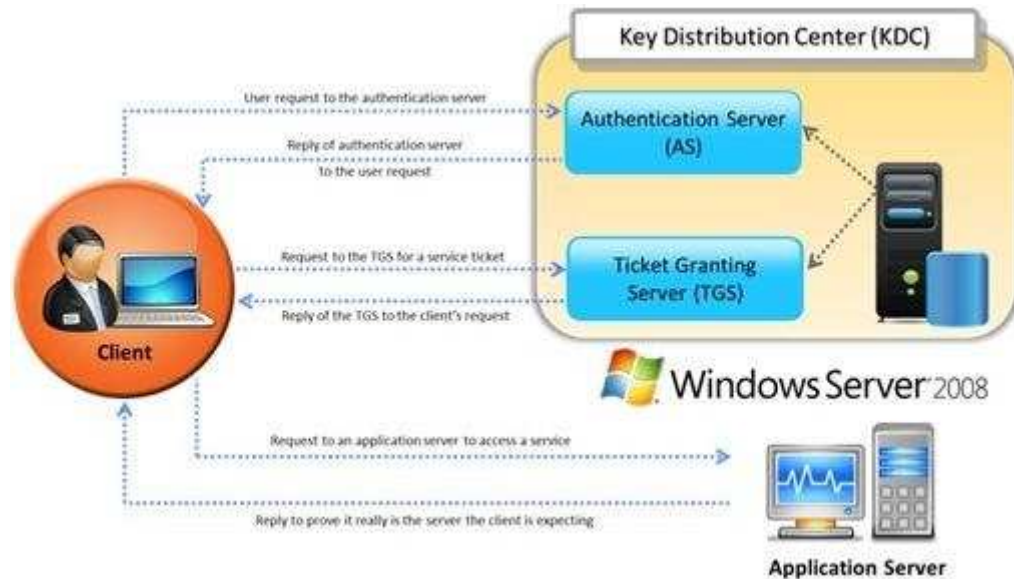 Key Distribution Center (KDC)
User request to the authentication server
Authentication Server
(AS)
Reply of authentication server
to the user request
Request to the TGS for a service ticket
Ticket Granting
Server (TGS)
Reply of the TGS to the client's request
Client
Windows Server 2008
Request to an application server to access a service
Reply to prove it really is the server the client is expecting
Application Server